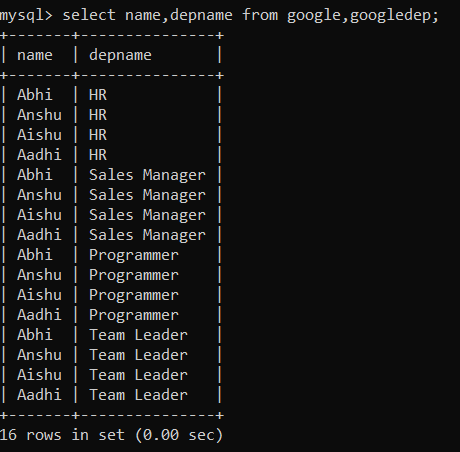 mysql> select name,depname from google,googledep;
+-------+---------------+
| name  | depname       |
+-------+---------------+
| Abhi  | HR            |
| Anshu | HR            |
| Aishu | HR            |
| Aadhi | HR            |
| Abhi  | Sales Manager |
| Anshu | Sales Manager |
| Aishu | Sales Manager |
| Aadhi | Sales Manager |
| Abhi  | Programmer    |
| Anshu | Programmer    |
| Aishu | Programmer    |
| Aadhi | Programmer    |
| Abhi  | Team Leader   |
| Anshu | Team Leader   |
| Aishu | Team Leader   |
| Aadhi | Team Leader   |
+-------+---------------+
16 rows in set (0.00 sec)